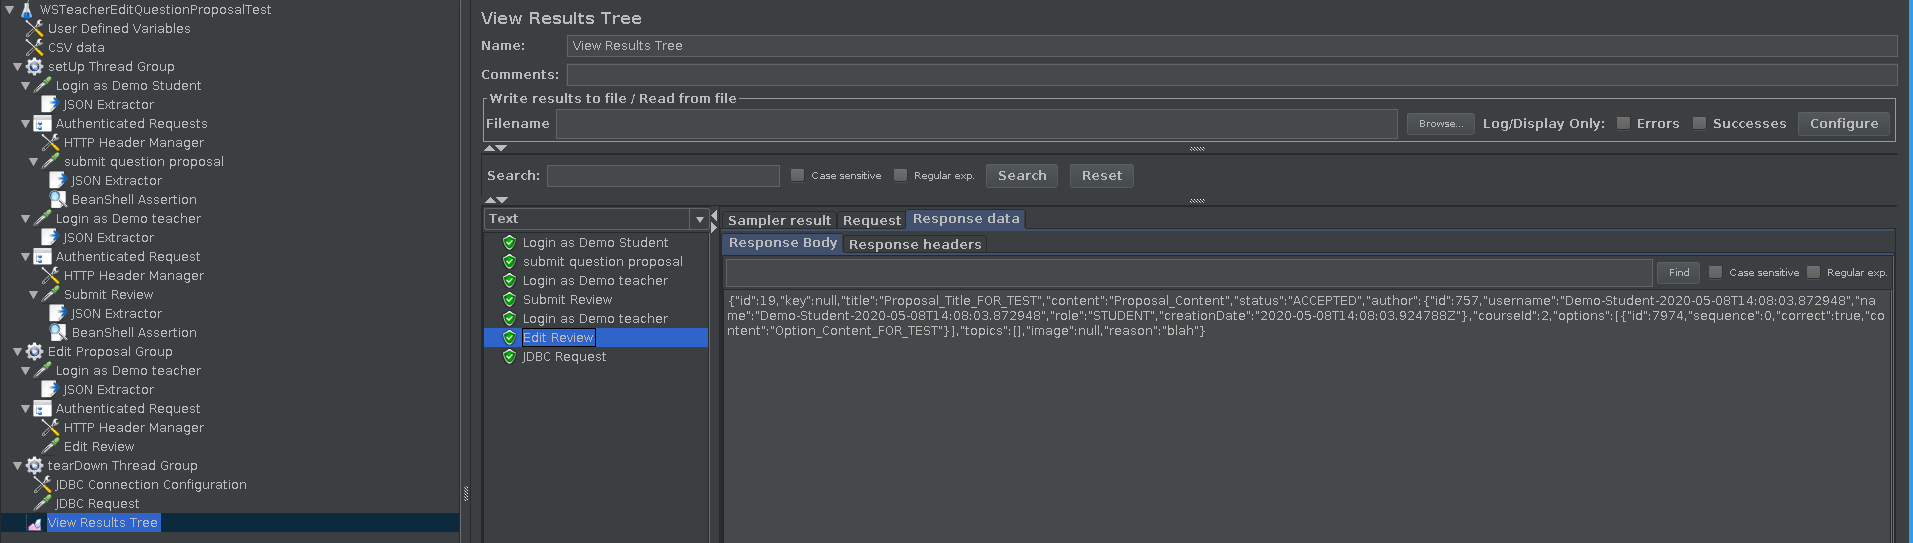 WSTeacherEditQuestionProposalTest
User Defined Variables
CSV data
setUp Thread Group
Login as Demo Student
JSON Extractor
Authenticated Requests
HTTP Header Manager
submit question proposal
JSON Extractor
BeanShell Assertion
Login as Demo teacher
JSON Extractor
Authenticated Request
HTTP Header Manager
Submit Review
JSON Extractor
BeanShell Assertion
Edit Proposal Group
Login as Demo teacher
JSON Extractor
Authenticated Request
HTTP Header Manager
Edit Review
tearDown Thread Group
JDBC Connection Configuration
JDBC Request
View Results Tree
View Results Tree
Name: View Results Tree
Comments:
Write results to file / Read from file
Filename Browse... Log/Display Only: Errors Successes Configure
Search: Case sensitive Regular exp. Search Reset
Text
Login as Demo Student
submit question proposal
Login as Demo teacher
Submit Review
Login as Demo teacher
Edit Review
JDBC Request
Sampler result Request Response data
Response Body Response headers
Find Case sensitive Regular exp.
{"id":19,"key":null,"title":"Proposal_Title_FOR_TEST","content":"Proposal_Content","status":"ACCEPTED","author":{"id":757,"username":"Demo-Student-2020-05-08T14:08:03.872948","na
me":"Demo-Student-2020-05-08T14:08:03.872948","role":"STUDENT","creationDate":"2020-05-08T14:08:03.924788Z"},"courseId":2,"options":[{"id":7974,"sequence":0,"correct":true,"co
ntent":"Option_Content_FOR_TEST"}],"topics":[],"image":null,"reason":"blah"}